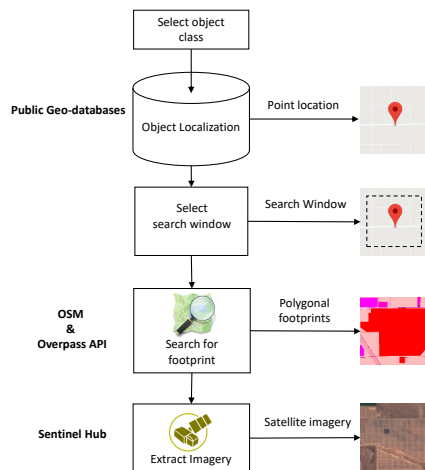 Select object
class
Public Geo-databases
Object Localization
Point location
Select
search window
Search Window
OSM
&
Overpass API
Search for
footprint
Polygonal
footprints
Sentinel Hub
Extract Imagery
Satellite imagery